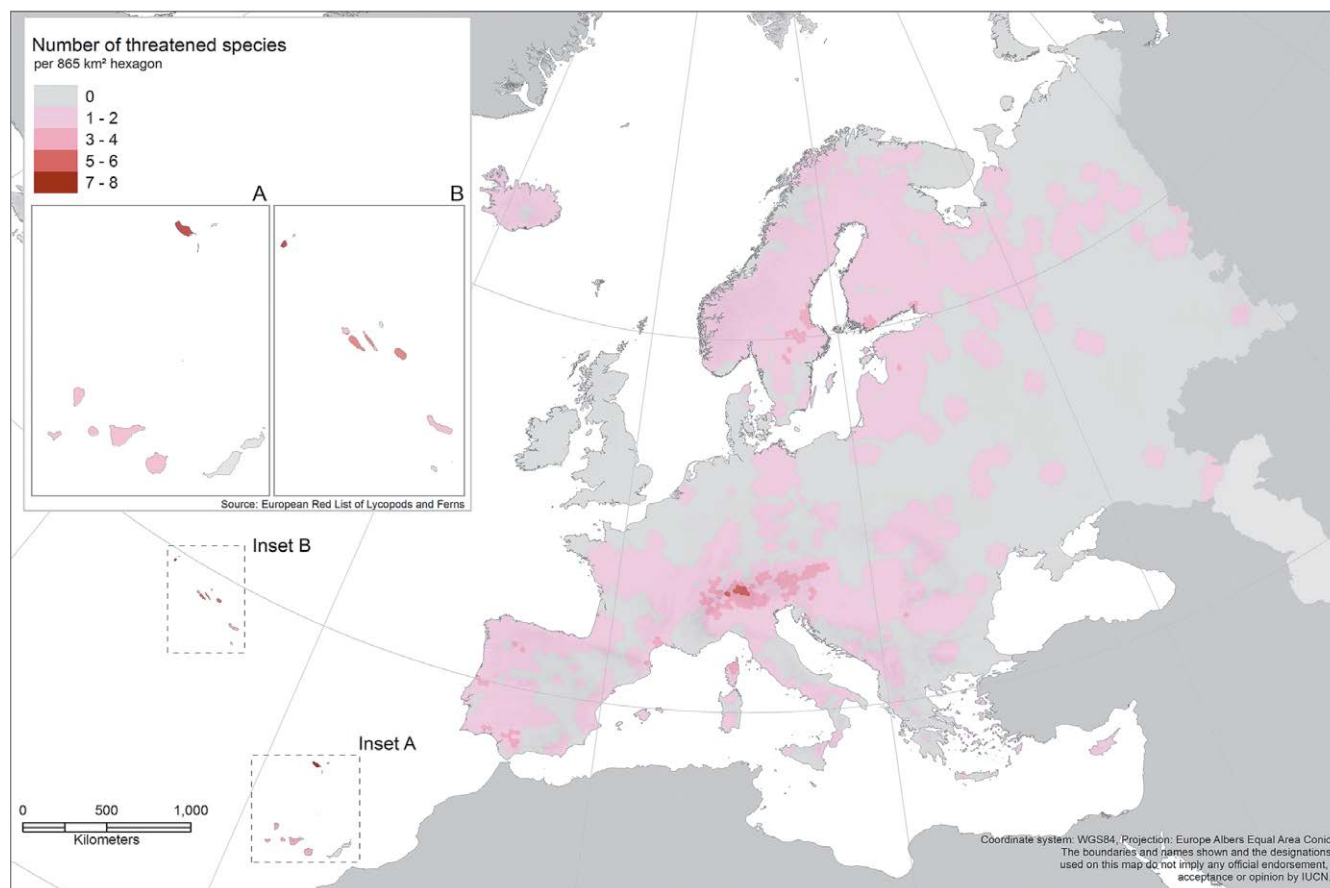 Number of threatened species
per 865 km² hexagon
0
1 - 2
3 - 4
5 - 6
7 - 8
A
B
Source: European Red List of Lycopods and Ferns
Inset B
Inset A
0 500 1,000
Kilometers
Coordinate system: WGS84, Projection: Europe Albers Equal Area Conic
The boundaries and names shown and the designations
used on this map do not imply any official endorsement,
acceptance or opinion by IUCN